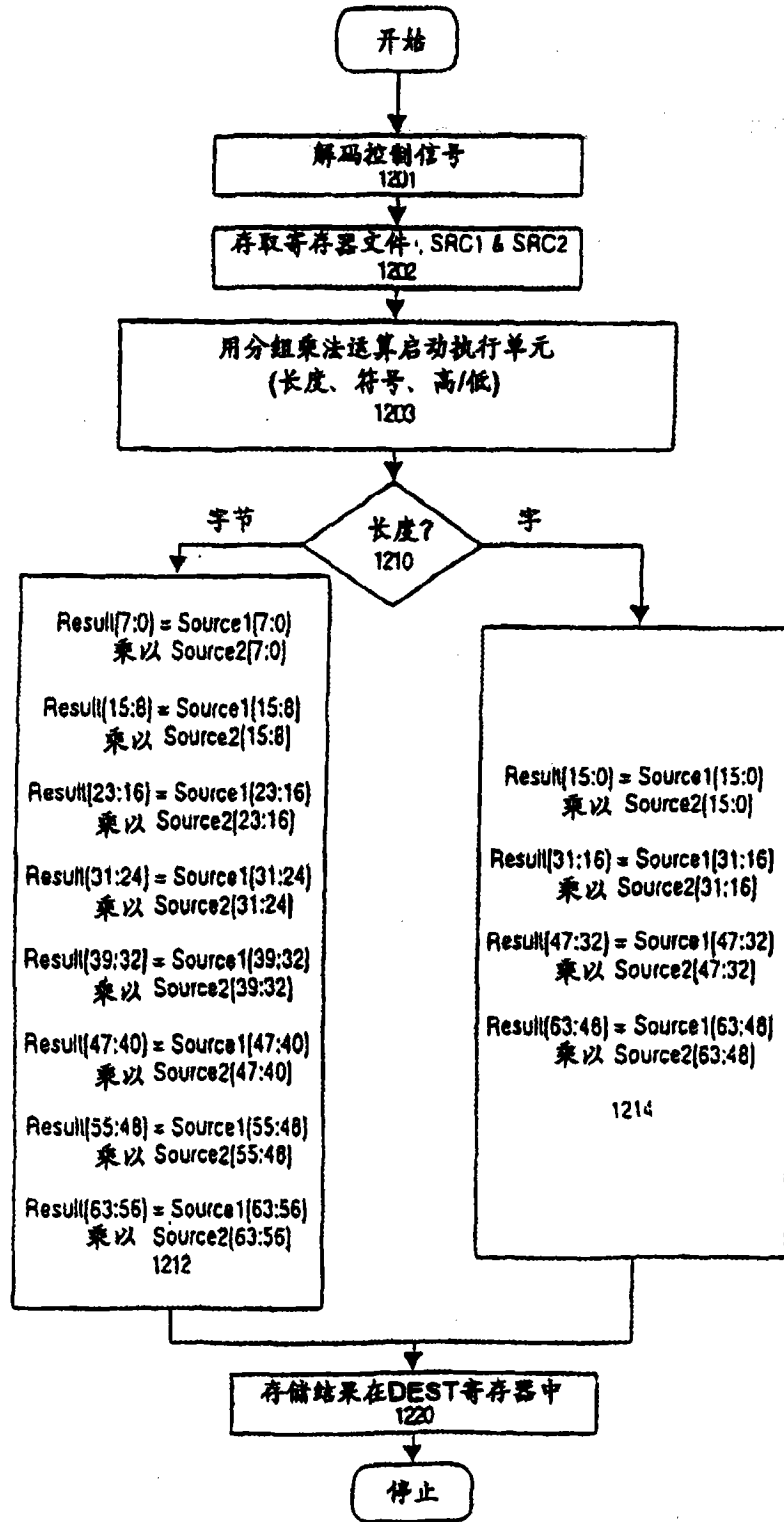 开始
解码控制信号
1201
存取寄存器文件, SRC1 & SRC2
1202
用分组乘法运算启动执行单元
(长度、符号、高/低)
1203
字节
长度?
1210
字
Result(7:0) = Source1(7:0)
乘以 Source2(7:0)
Result(15:8) = Source1(15:8)
乘以 Source2(15:8)
Result(23:16) = Source1(23:16)
乘以 Source2(23:16)
Result(31:24) = Source1(31:24)
乘以 Source2(31:24)
Result(39:32) = Source1(39:32)
乘以 Source2(39:32)
Result(47:40) = Source1(47:40)
乘以 Source2(47:40)
Result(55:48) = Source1(55:48)
乘以 Source2(55:48)
Result(63:56) = Source1(63:56)
乘以 Source2(63:56)
1212
Result(15:0) = Source1(15:0)
乘以 Source2(15:0)
Result(31:16) = Source1(31:16)
乘以 Source2(31:16)
Result(47:32) = Source1(47:32)
乘以 Source2(47:32)
Result(63:48) = Source1(63:48)
乘以 Source2(63:48)
1214
存储结果在DEST寄存器中
1220
停止